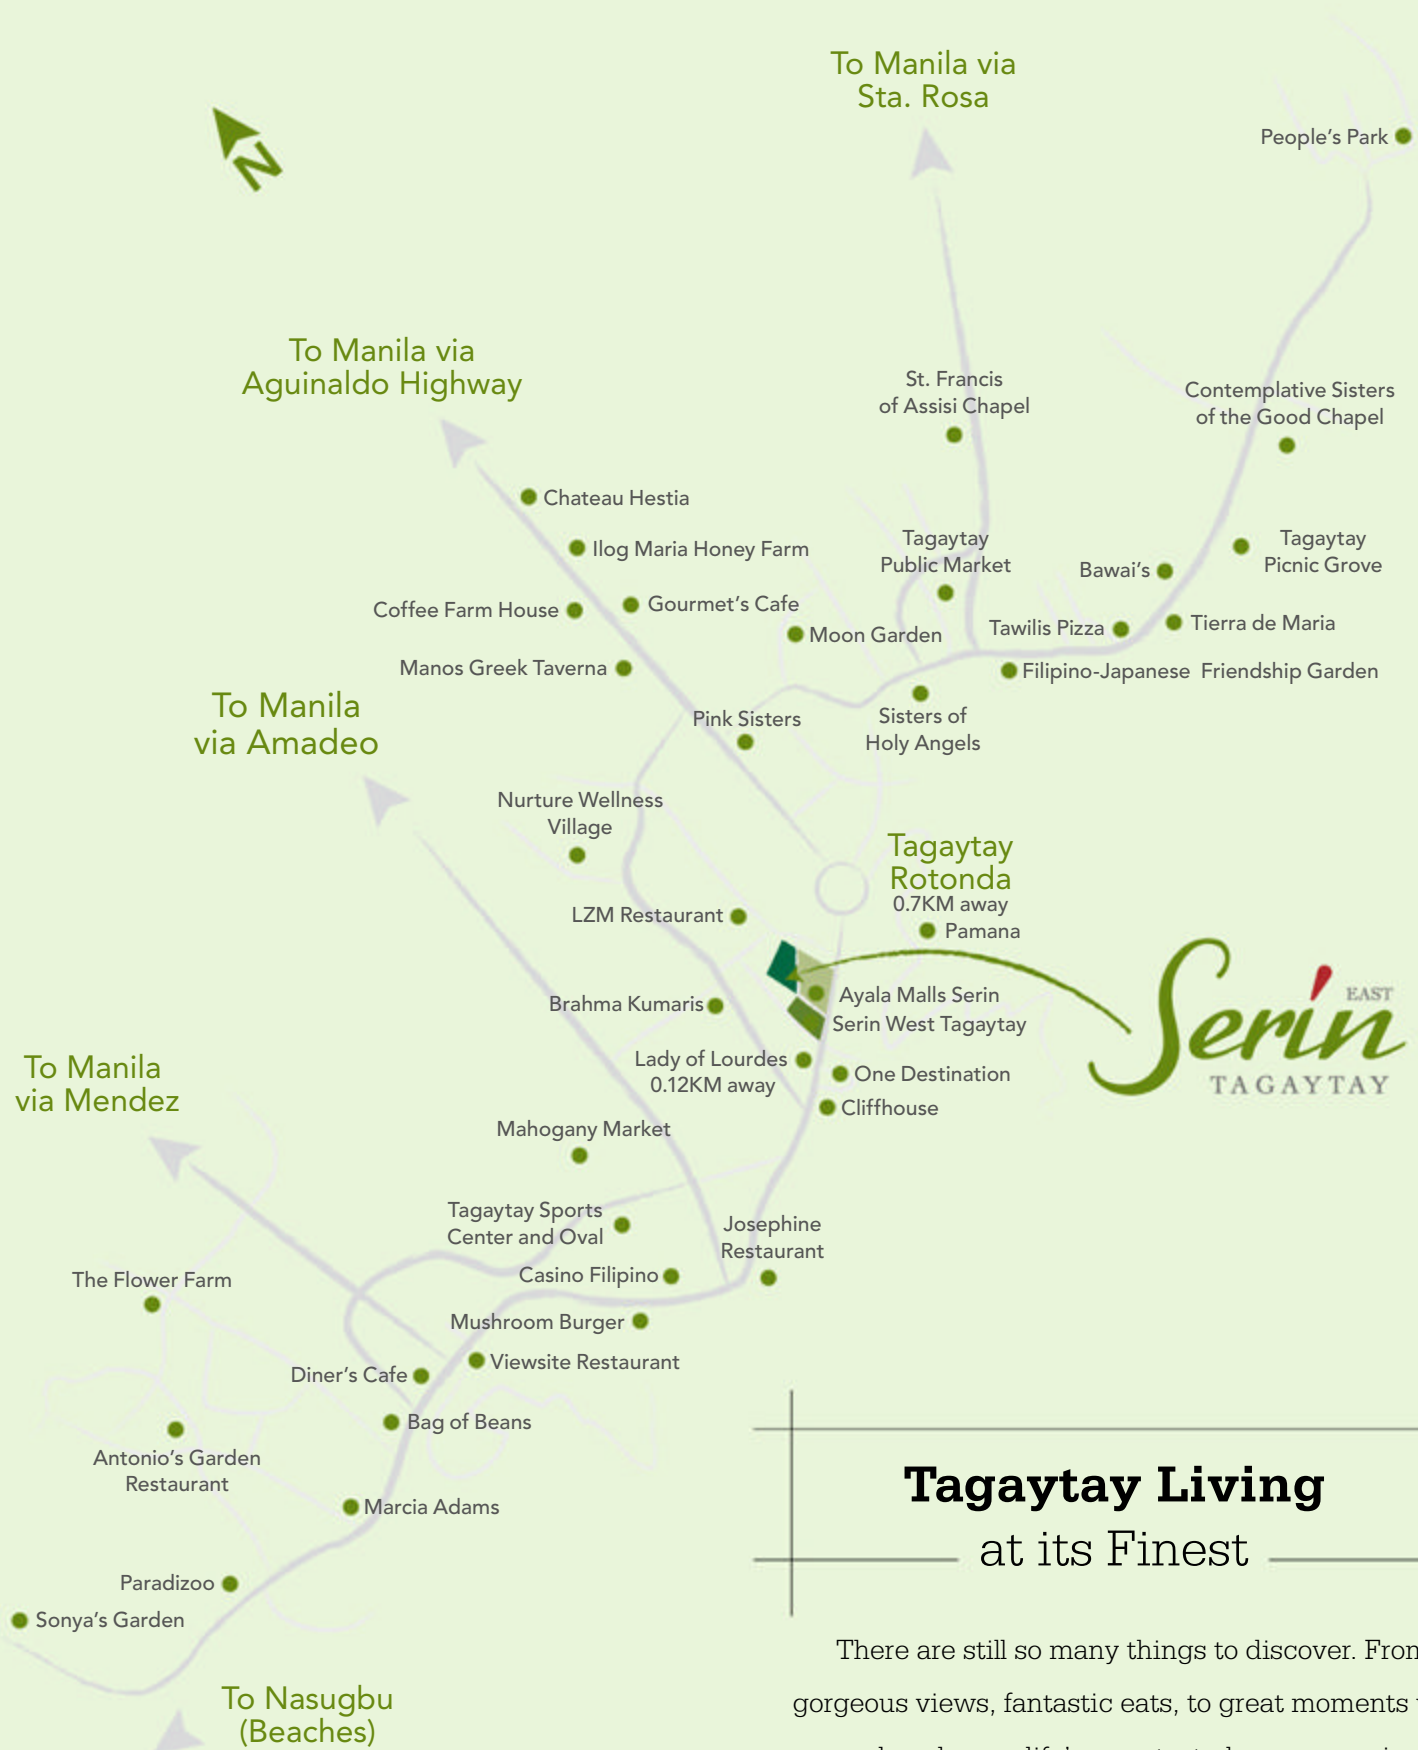 To Manila via
Sta. Rosa
People's Park
N
To Manila via
Aguinaldo Highway
St. Francis
of Assisi Chapel
Contemplative Sisters
of the Good Chapel
Chateau Hestia
Ilog Maria Honey Farm
Tagaytay
Public Market
Tagaytay
Picnic Grove
Bawai's
Coffee Farm House
Gourmet's Cafe
Moon Garden
Tawilis Pizza
Tierra de Maria
Manos Greek Taverna
Filipino-Japanese Friendship Garden
To Manila
via Amadeo
Pink Sisters
Sisters of
Holy Angels
Nurture Wellness
Village
Tagaytay
Rotonda
0.7KM away
LZM Restaurant
Pamana
Brahma Kumaris
Ayala Malls Serin
Serin West Tagaytay
EAST
Serin
TAGAYTAY
To Manila
via Mendez
Lady of Lourdes
0.12KM away
One Destination
Cliffhouse
Mahogany Market
Tagaytay Sports
Center and Oval
Josephine
Restaurant
Casino Filipino
The Flower Farm
Mushroom Burger
Viewsite Restaurant
Diner's Cafe
Bag of Beans
Antonio's Garden
Restaurant
Marcia Adams
Paradizoo
Sonya's Garden
To Nasugbu
(Beaches)
Tagaytay Living
at its Finest
There are still so many things to discover. From
gorgeous views, fantastic eats, to great moments